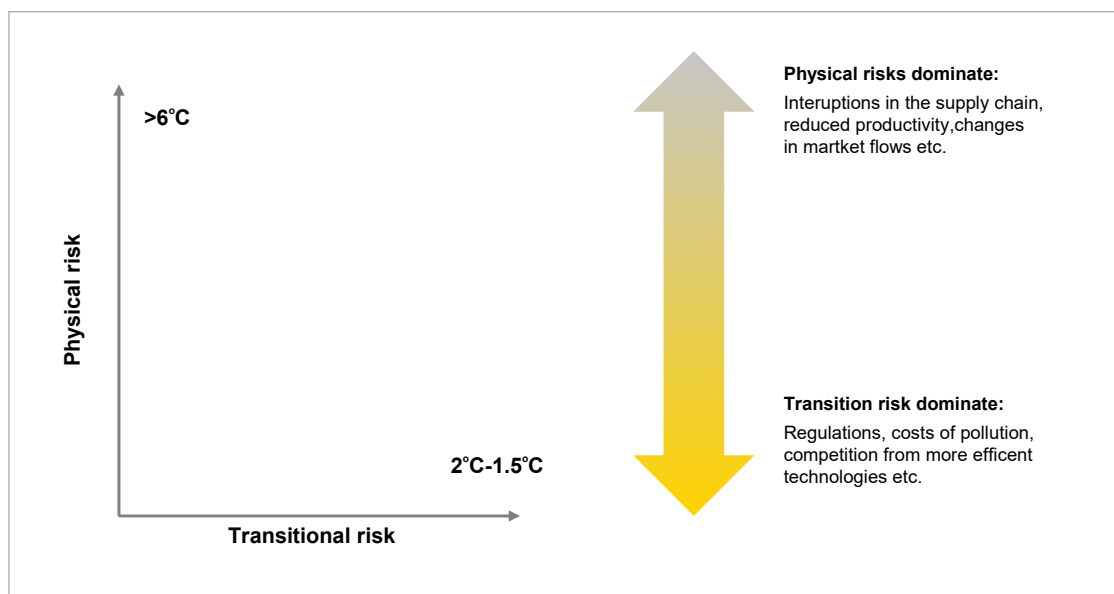 >6°C
Physical risk
2°C-1.5°C
Transitional risk
Physical risks dominate:
Interuptions in the supply chain,
reduced productivity,changes
in martket flows etc.
Transition risk dominate:
Regulations, costs of pollution,
competition from more efficent
technologies etc.